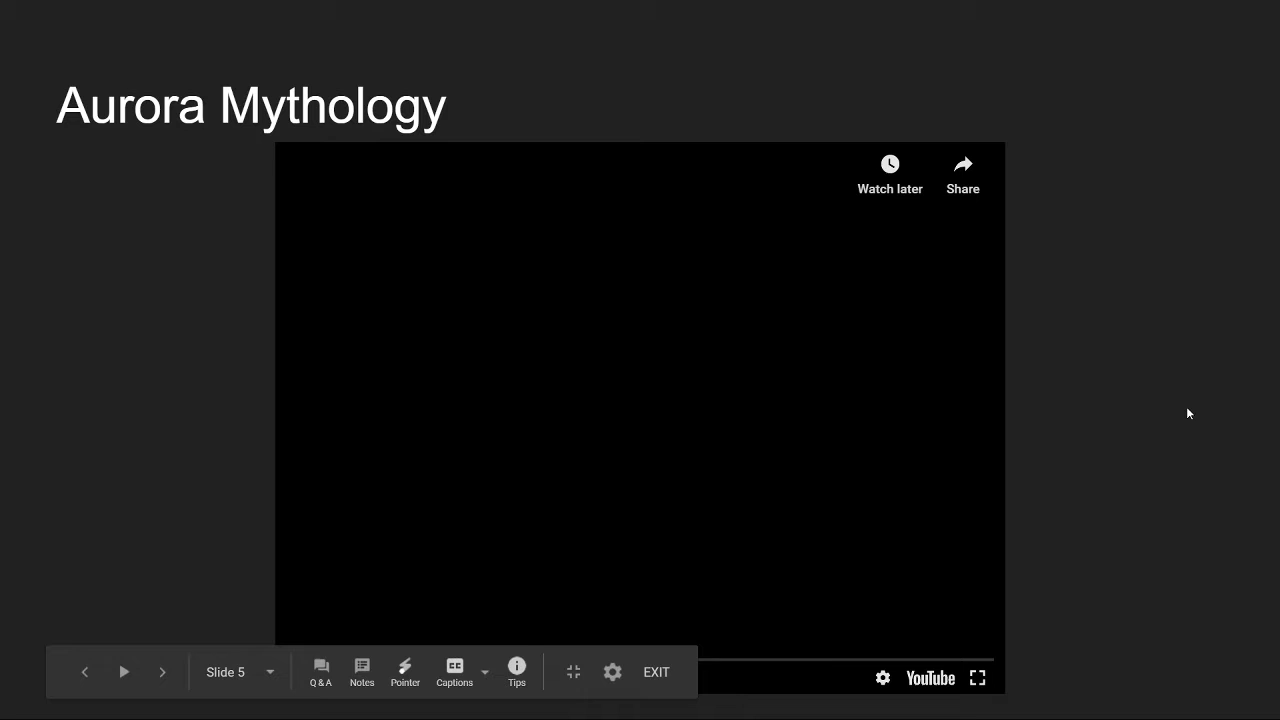 Aurora Mythology
Watch later
Share
Slide 5
Q & A
Notes
Pointer
Captions
Tips
EXIT
YouTube